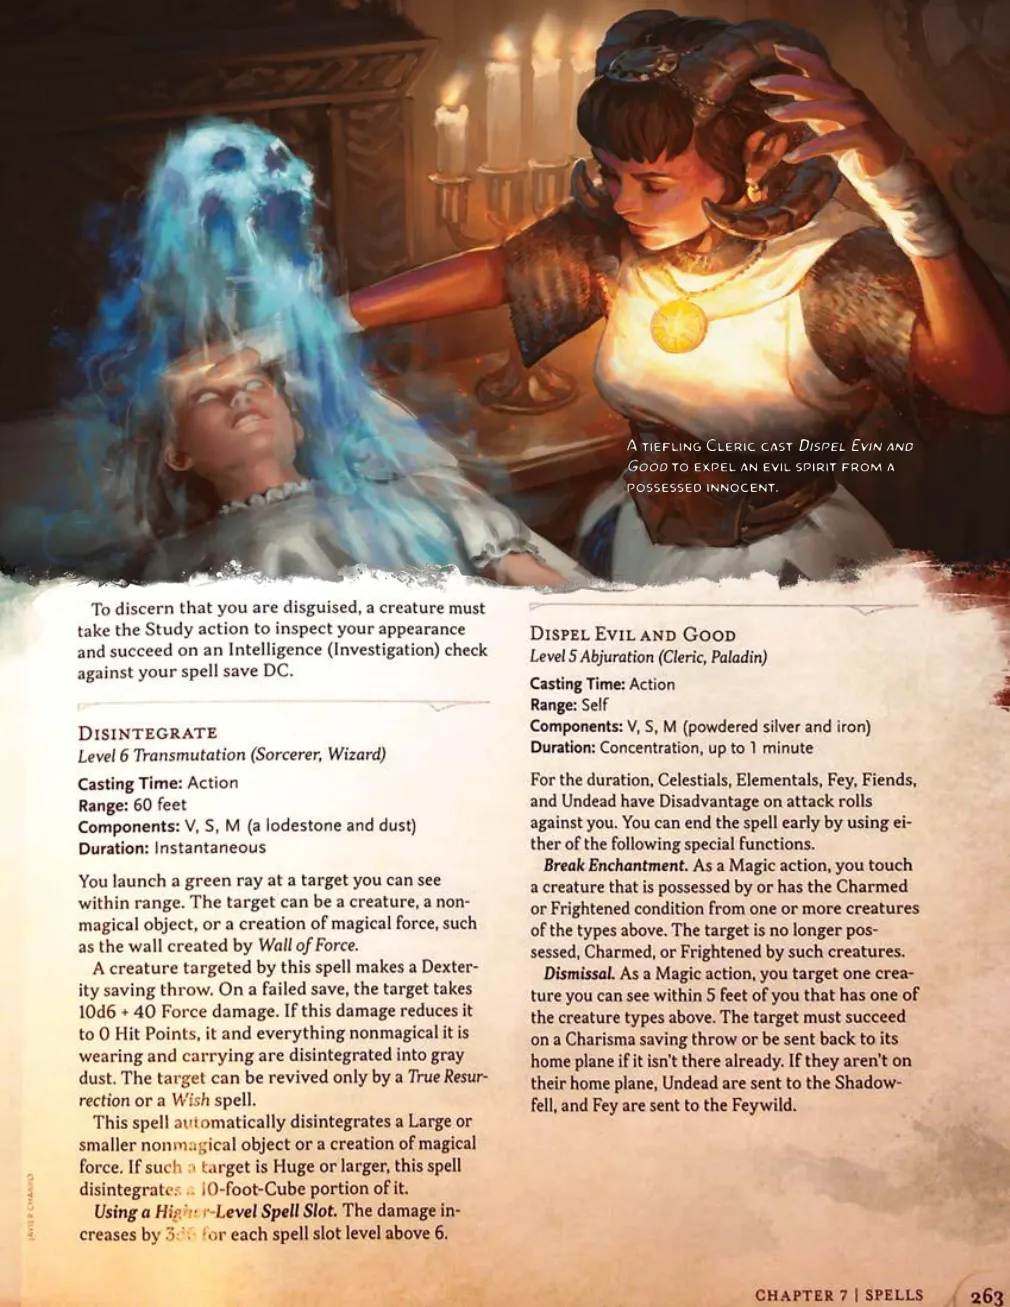 A TIEFLING CLERIC CAST DISPEL EVIN AND
GOOD TO EXPEL AN EVIL SPIRIT FROM A
POSSESSED INNOCENT.
To discern that you are disguised, a creature must
take the Study action to inspect your appearance
and succeed on an Intelligence (Investigation) check
against your spell save DC.
DISINTEGRATE
Level 6 Transmutation (Sorcerer, Wizard)
Casting Time: Action
Range: 60 feet
Components: V, S, M (a lodestone and dust)
Duration: Instantaneous
You launch a green ray at a target you can see
within range. The target can be a creature, a non-
magical object, or a creation of magical force, such
as the wall created by Wall of Force.
A creature targeted by this spell makes a Dexter-
ity saving throw. On a failed save, the target takes
10d6 + 40 Force damage. If this damage reduces it
to 0 Hit Points, it and everything nonmagical it is
wearing and carrying are disintegrated into gray
dust. The target can be revived only by a True Resur-
rection or a Wish spell.
This spell automatically disintegrates a Large or
smaller nonmagical object or a creation of magical
force. If such a target is Huge or larger, this spell
disintegrates a 10-foot-Cube portion of it.
Using a Higher-Level Spell Slot. The damage in-
creases by 3d6 for each spell slot level above 6.
DISPEL EVIL AND GOOD
Level 5 Abjuration (Cleric, Paladin)
Casting Time: Action
Range: Self
Components: V, S, M (powdered silver and iron)
Duration: Concentration, up to 1 minute
For the duration, Celestials, Elementals, Fey, Fiends,
and Undead have Disadvantage on attack rolls
against you. You can end the spell early by using ei-
ther of the following special functions.
Break Enchantment. As a Magic action, you touch
a creature that is possessed by or has the Charmed
or Frightened condition from one or more creatures
of the types above. The target is no longer pos-
sessed, Charmed, or Frightened by such creatures.
Dismissal. As a Magic action, you target one crea-
ture you can see within 5 feet of you that has one of
the creature types above. The target must succeed
on a Charisma saving throw or be sent back to its
home plane if it isn't there already. If they aren't on
their home plane, Undead are sent to the Shadow-
fell, and Fey are sent to the Feywild.
CHAPTER 7 | SPELLS
263